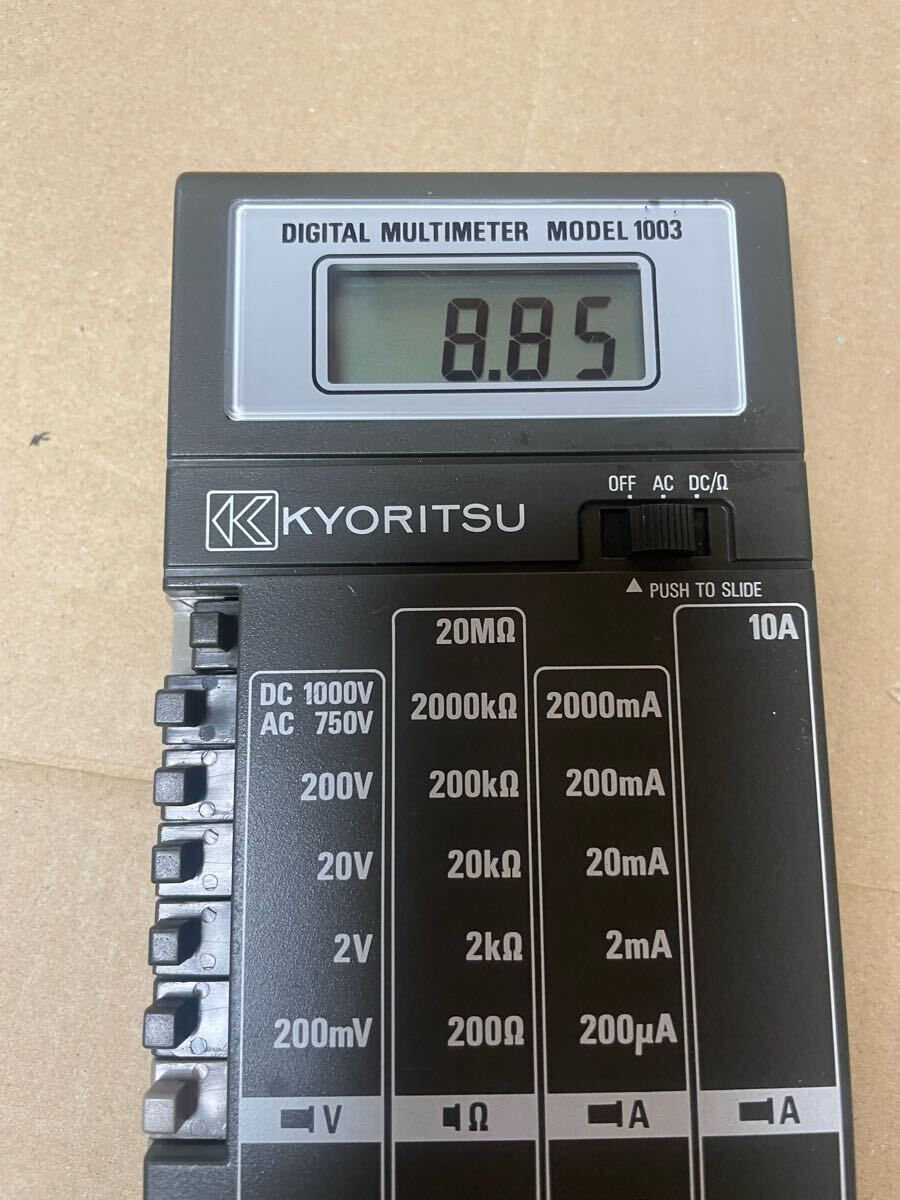 DIGITAL MULTIMETER MODEL 1003
8.85
OFF AC DC/Ω
KYORITSU
▲ PUSH TO SLIDE
20MΩ 10A
DC 1000V
AC 750V
2000kΩ 2000mA
200V 200kΩ 200mA
20V 20kΩ 20mA
2V 2kΩ 2mA
200mV 200Ω 200μA
V Ω A A